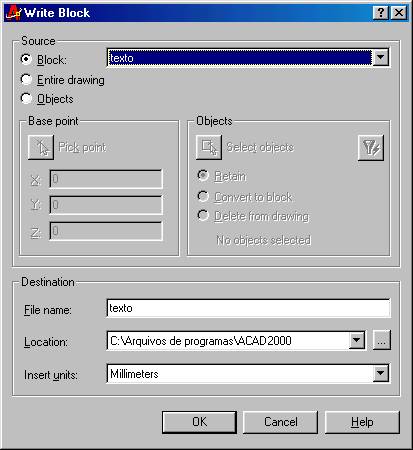 Write Block
Source
Block: texto
Entire drawing
Objects
Base point
Pick point
X: 0
Y: 0
Z: 0
Objects
Select objects
Retain
Convert to block
Delete from drawing
No objects selected
Destination
File name: texto
Location: C:\Arquivos de programas\ACAD2000 ...
Insert units: Millimeters
OK Cancel Help